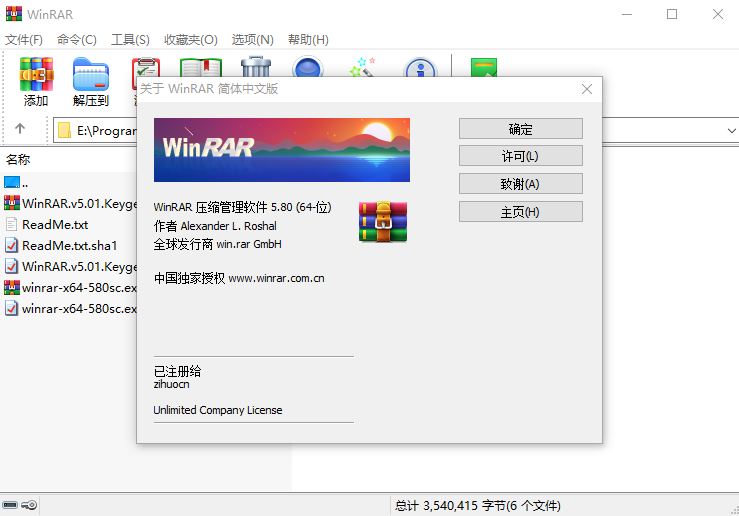 WinRAR
文件(F) 命令(C) 工具(S) 收藏夹(O) 选项(N) 帮助(H)
添加 解压到
关于 WinRAR 简体中文版
E:\Program
名称
..
WinRAR.v5.01.Keyge
ReadMe.txt
ReadMe.txt.sha1
WinRAR.v5.01.Keyge
winrar-x64-580sc.ex
winrar-x64-580sc.ex
WinRAR
WinRAR 压缩管理软件 5.80 (64-位)
作者 Alexander L. Roshal
全球发行商 win.rar GmbH
中国独家授权 www.winrar.com.cn
已注册给
zihuocn
Unlimited Company License
确定
许可(L)
致谢(A)
主页(H)
总计 3,540,415 字节(6 个文件)